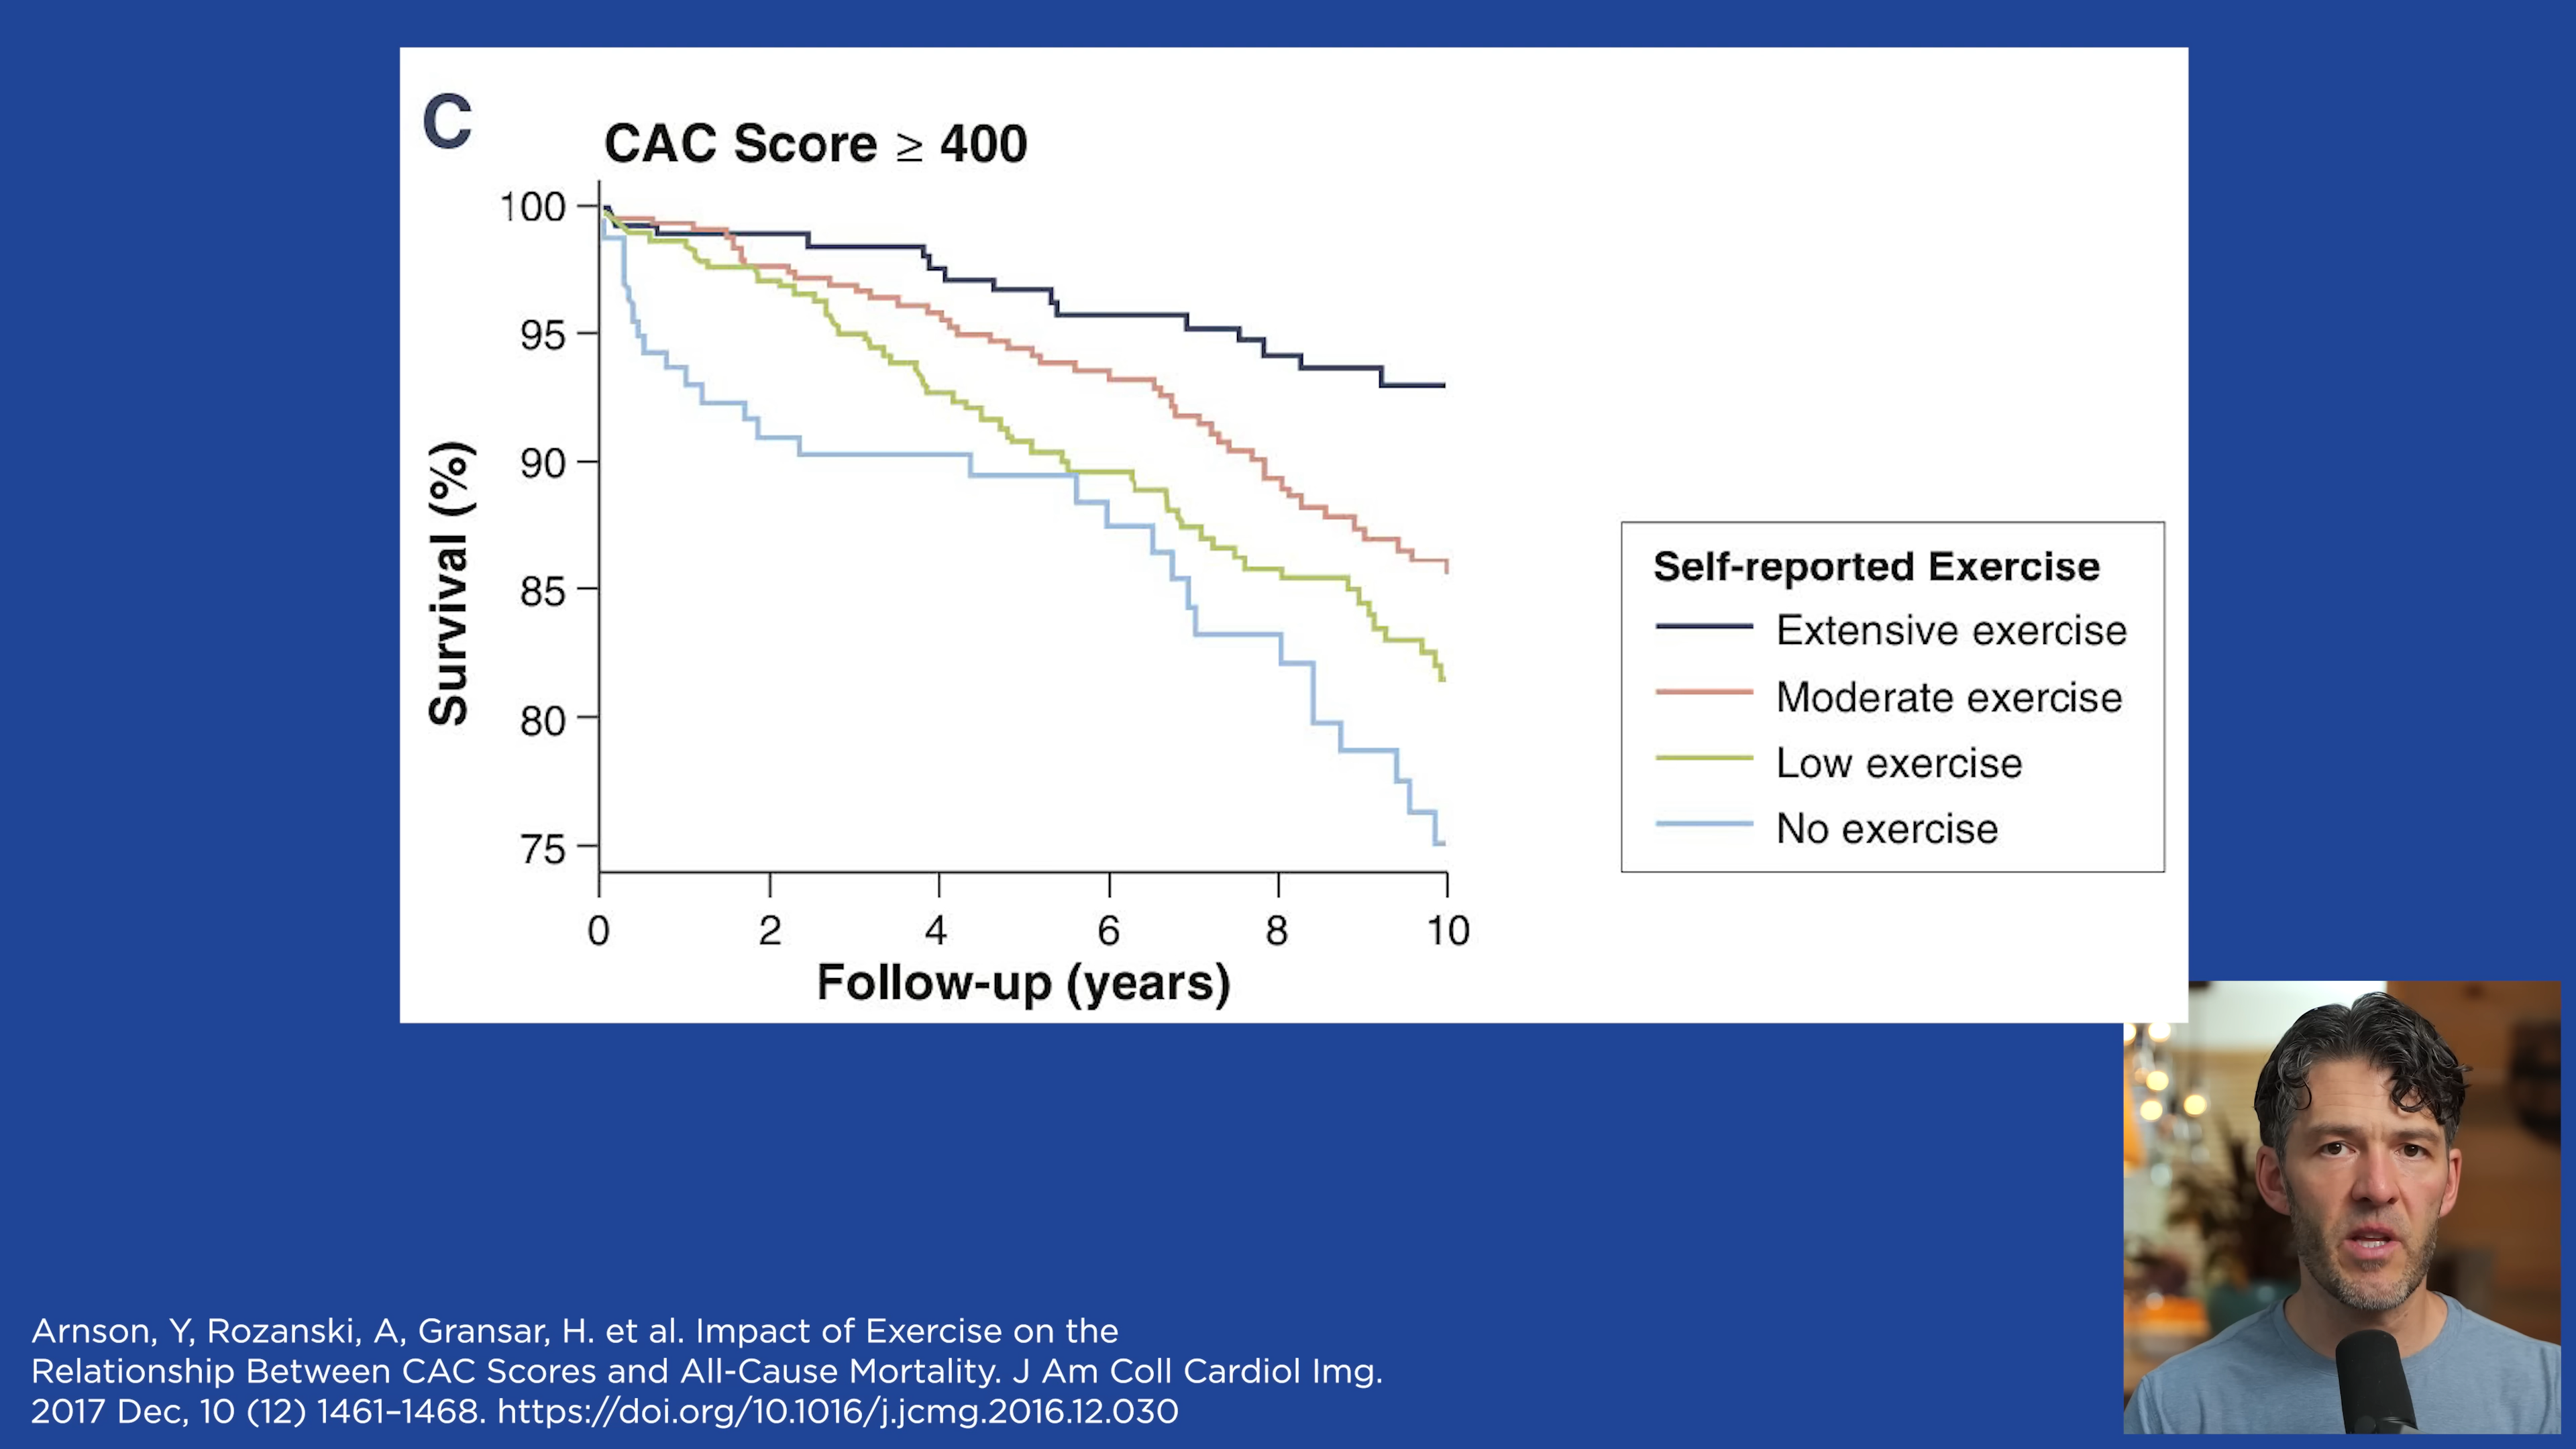 C
CAC Score ≥ 400
100
95
90
85
80
75
Survival (%)
0 2 4 6 8 10
Follow-up (years)
Self-reported Exercise
Extensive exercise
Moderate exercise
Low exercise
No exercise
Arnson, Y, Rozanski, A, Gransar, H. et al. Impact of Exercise on the
Relationship Between CAC Scores and All-Cause Mortality. J Am Coll Cardiol Img.
2017 Dec, 10 (12) 1461–1468. https://doi.org/10.1016/j.jcmg.2016.12.030